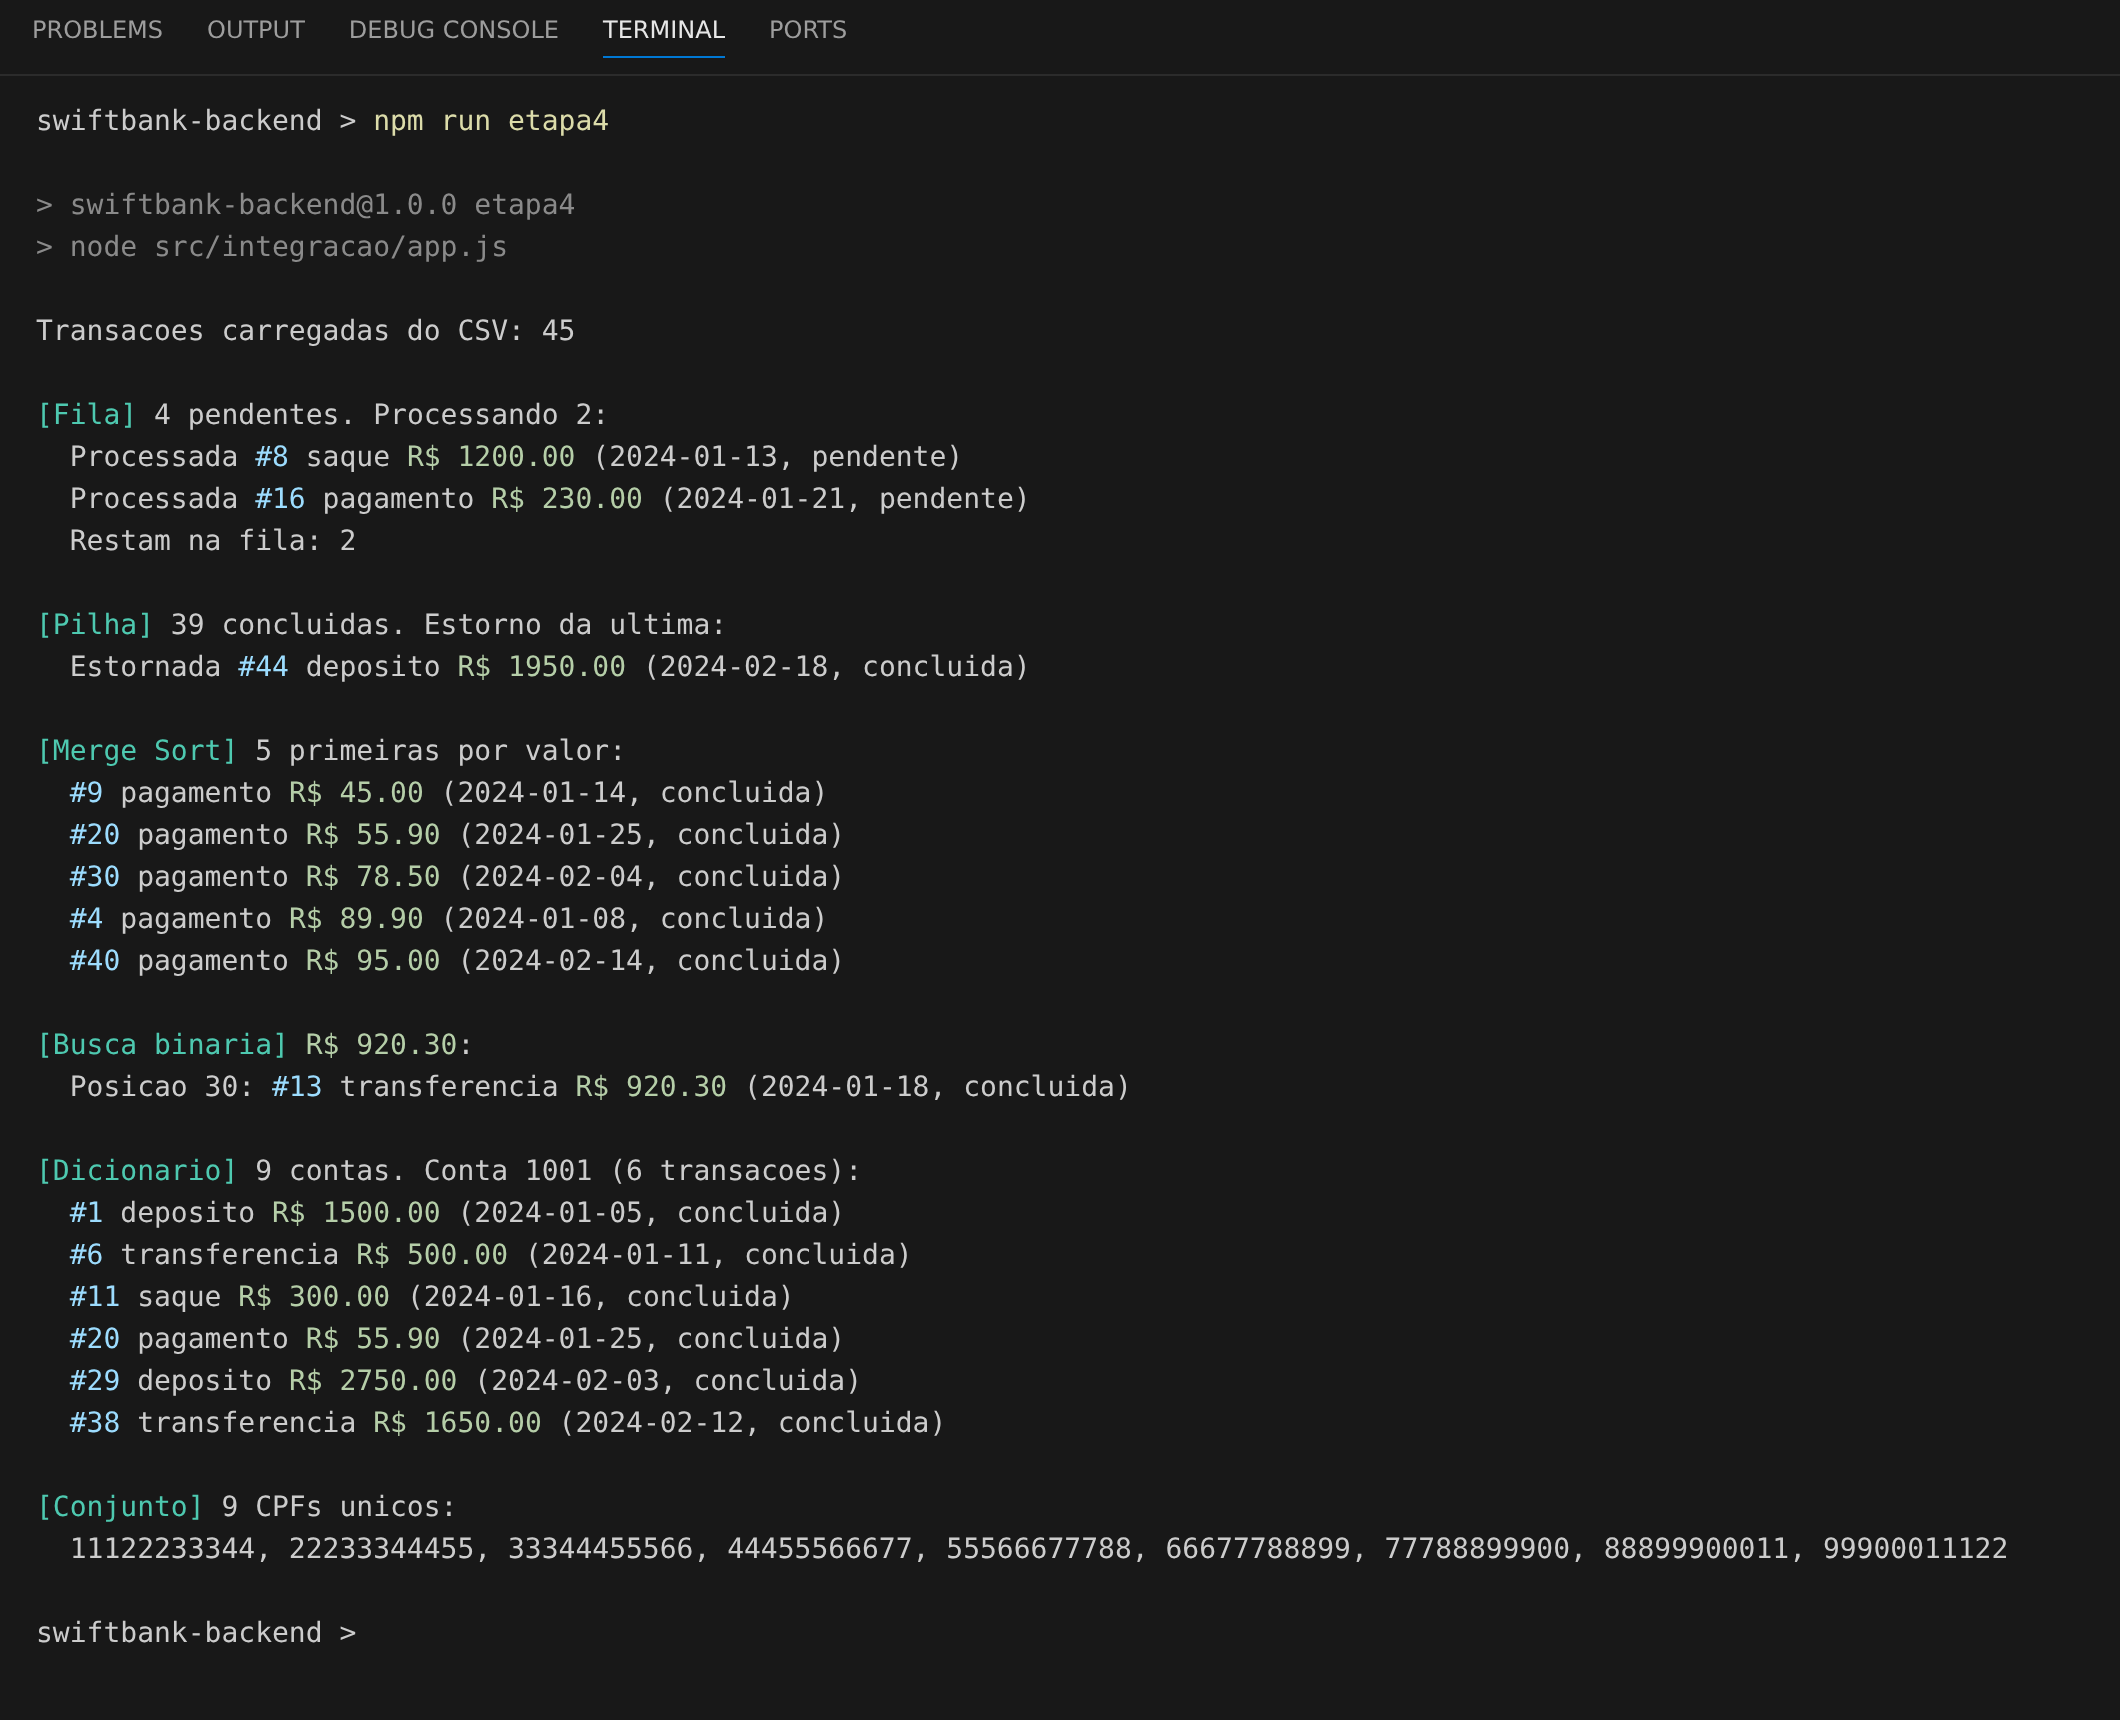 PROBLEMS OUTPUT DEBUG CONSOLE TERMINAL PORTS
swiftbank-backend > npm run etapa4
> swiftbank-backend@1.0.0 etapa4
> node src/integracao/app.js
Transacoes carregadas do CSV: 45
[Fila] 4 pendentes. Processando 2:
Processada #8 saque R$ 1200.00 (2024-01-13, pendente)
Processada #16 pagamento R$ 230.00 (2024-01-21, pendente)
Restam na fila: 2
[Pilha] 39 concluidas. Estorno da ultima:
Estornada #44 deposito R$ 1950.00 (2024-02-18, concluida)
[Merge Sort] 5 primeiras por valor:
#9 pagamento R$ 45.00 (2024-01-14, concluida)
#20 pagamento R$ 55.90 (2024-01-25, concluida)
#30 pagamento R$ 78.50 (2024-02-04, concluida)
#4 pagamento R$ 89.90 (2024-01-08, concluida)
#40 pagamento R$ 95.00 (2024-02-14, concluida)
[Busca binaria] R$ 920.30:
Posicao 30: #13 transferencia R$ 920.30 (2024-01-18, concluida)
[Dicionario] 9 contas. Conta 1001 (6 transacoes):
#1 deposito R$ 1500.00 (2024-01-05, concluida)
#6 transferencia R$ 500.00 (2024-01-11, concluida)
#11 saque R$ 300.00 (2024-01-16, concluida)
#20 pagamento R$ 55.90 (2024-01-25, concluida)
#29 deposito R$ 2750.00 (2024-02-03, concluida)
#38 transferencia R$ 1650.00 (2024-02-12, concluida)
[Conjunto] 9 CPFs unicos:
11122233344, 22233344455, 33344455566, 44455566677, 55566677788, 66677788899, 77788899900, 88899900011, 99900011122
swiftbank-backend >